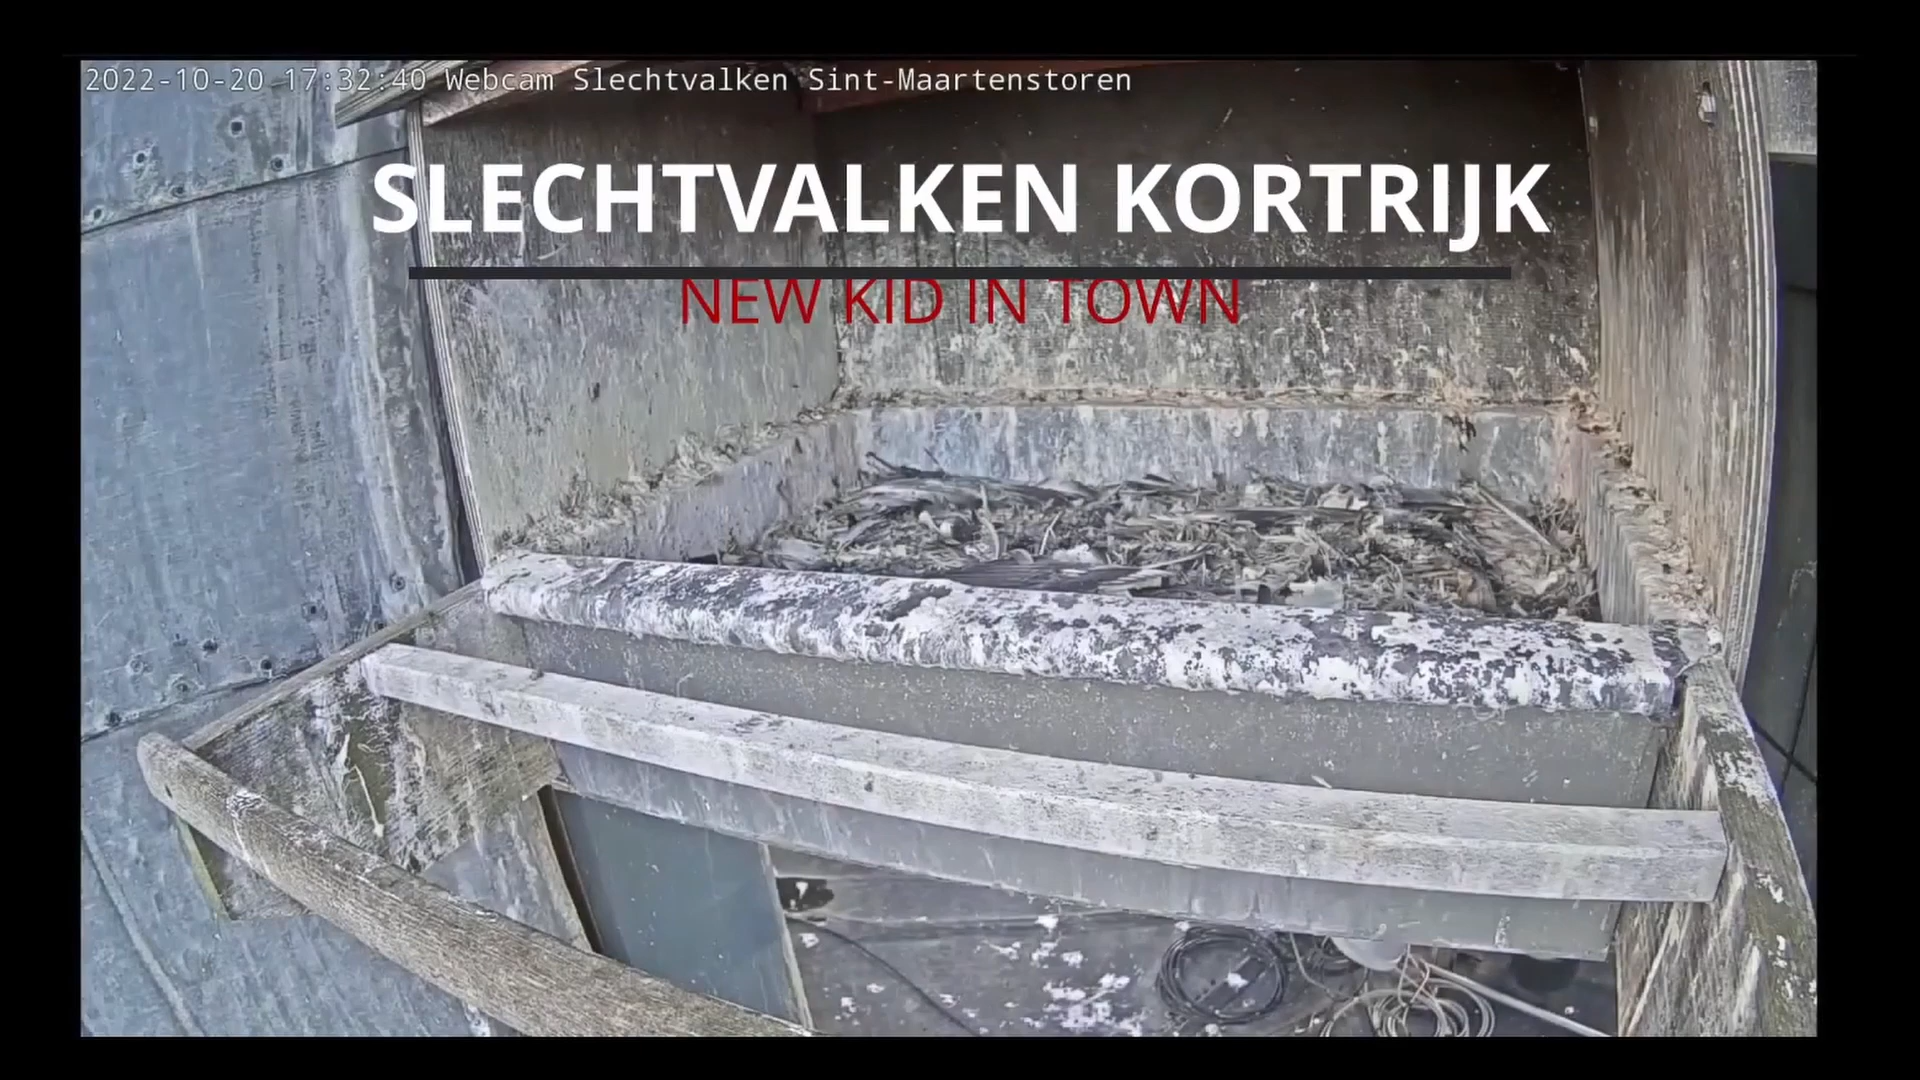 2022-10-20 17:32:40 Webcam Slechtvalken Sint-Maartenstoren
SLECHTVALKEN KORTRIJK
NEW KID IN TOWN